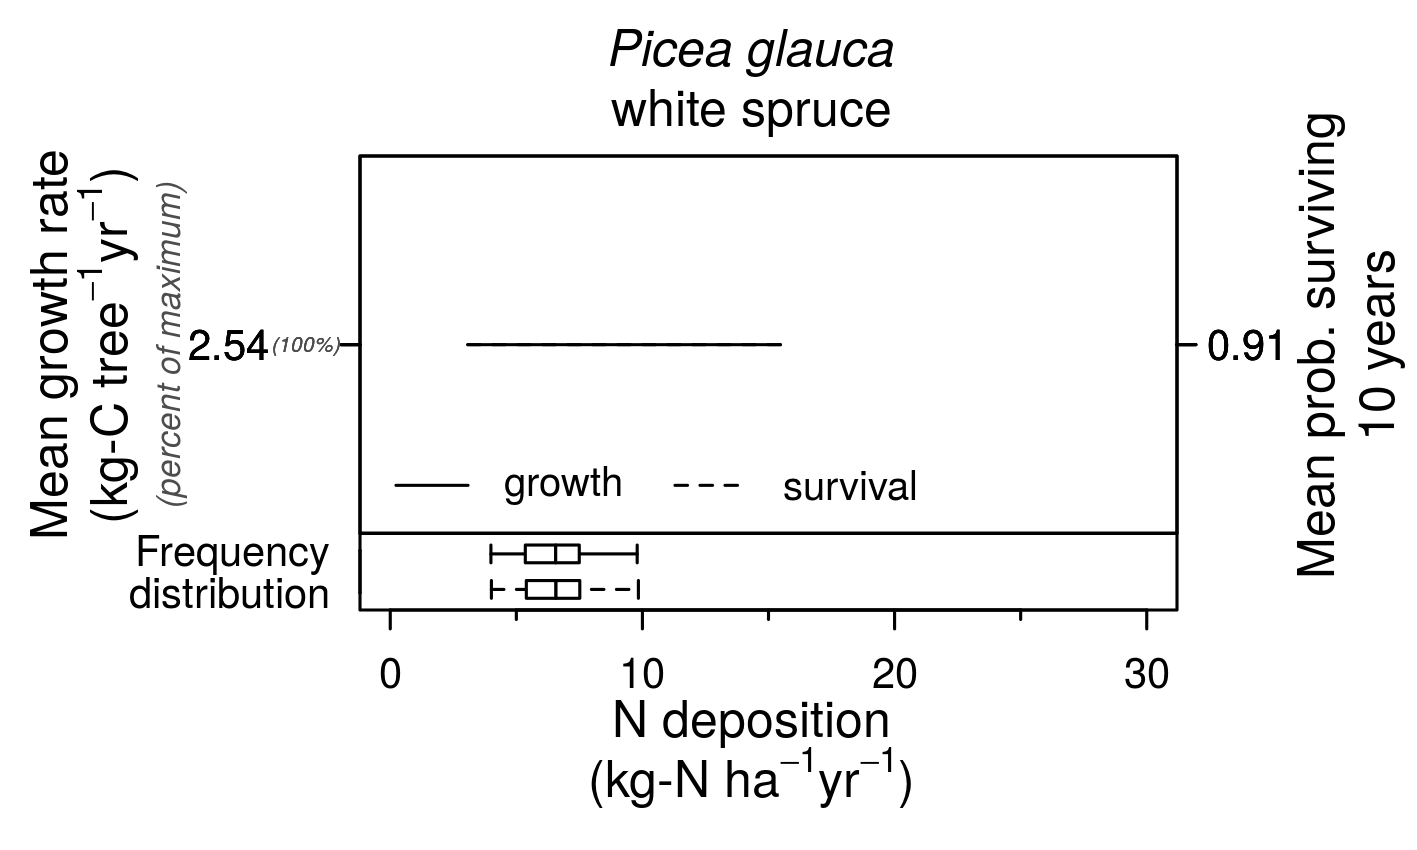 Picea glauca
white spruce
Mean growth rate
(kg-C tree⁻¹yr⁻¹)
(percent of maximum)
2.54 (100%)
0.91
Mean prob. surviving
10 years
growth
survival
Frequency
distribution
0 10 20 30
N deposition
(kg-N ha⁻¹yr⁻¹)